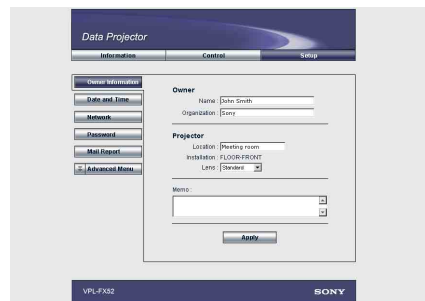 Data Projector
Information Control Setup
Owner Information
Date and Time
Network
Password
Mail Report
Advanced Menu
Owner
Name : John Smith
Organization : Sony
Projector
Location : Meeting room
Installation : FLOOR-FRONT
Lens : Standard
Memo :
Apply
VPL-FX52 SONY